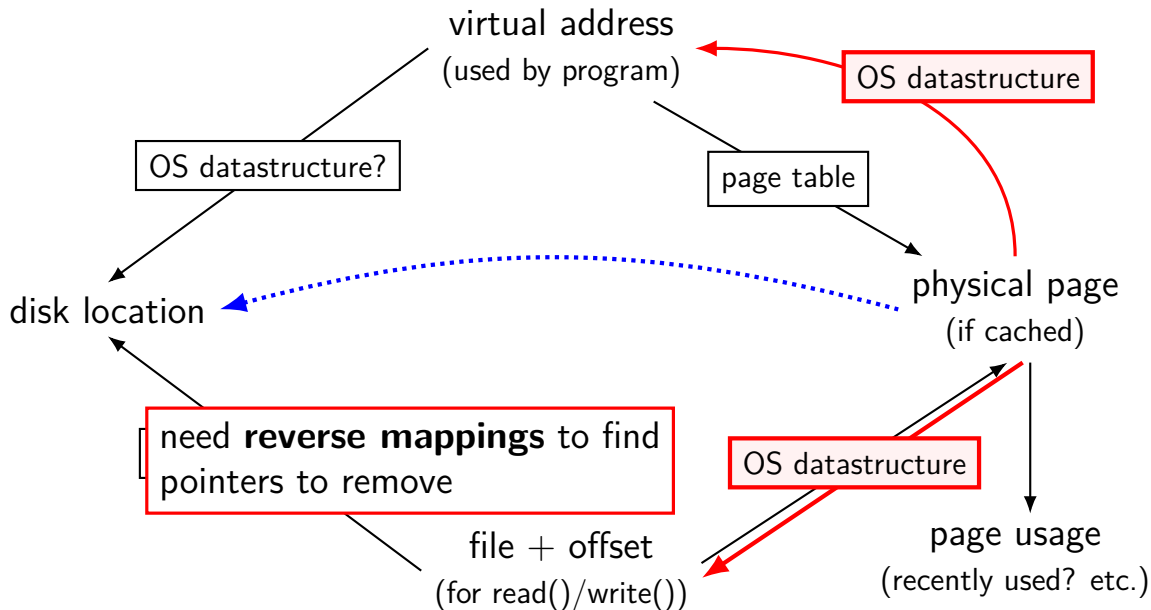 virtual address
(used by program)
OS datastructure
OS datastructure?
page table
disk location
physical page
(if cached)
need reverse mappings to find
pointers to remove
OS datastructure
file + offset
(for read()/write())
page usage
(recently used? etc.)